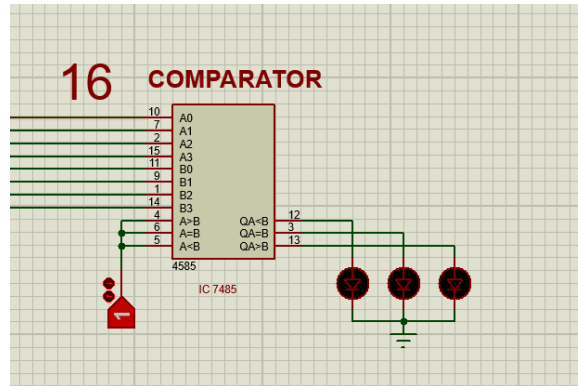 16 COMPARATOR
10 A0
7 A1
2 A2
15 A3
11 B0
9 B1
1 B2
14 B3
4 A>B QA<B 12
6 A=B QA=B 3
5 A<B QA>B 13
4585
IC 7485
1